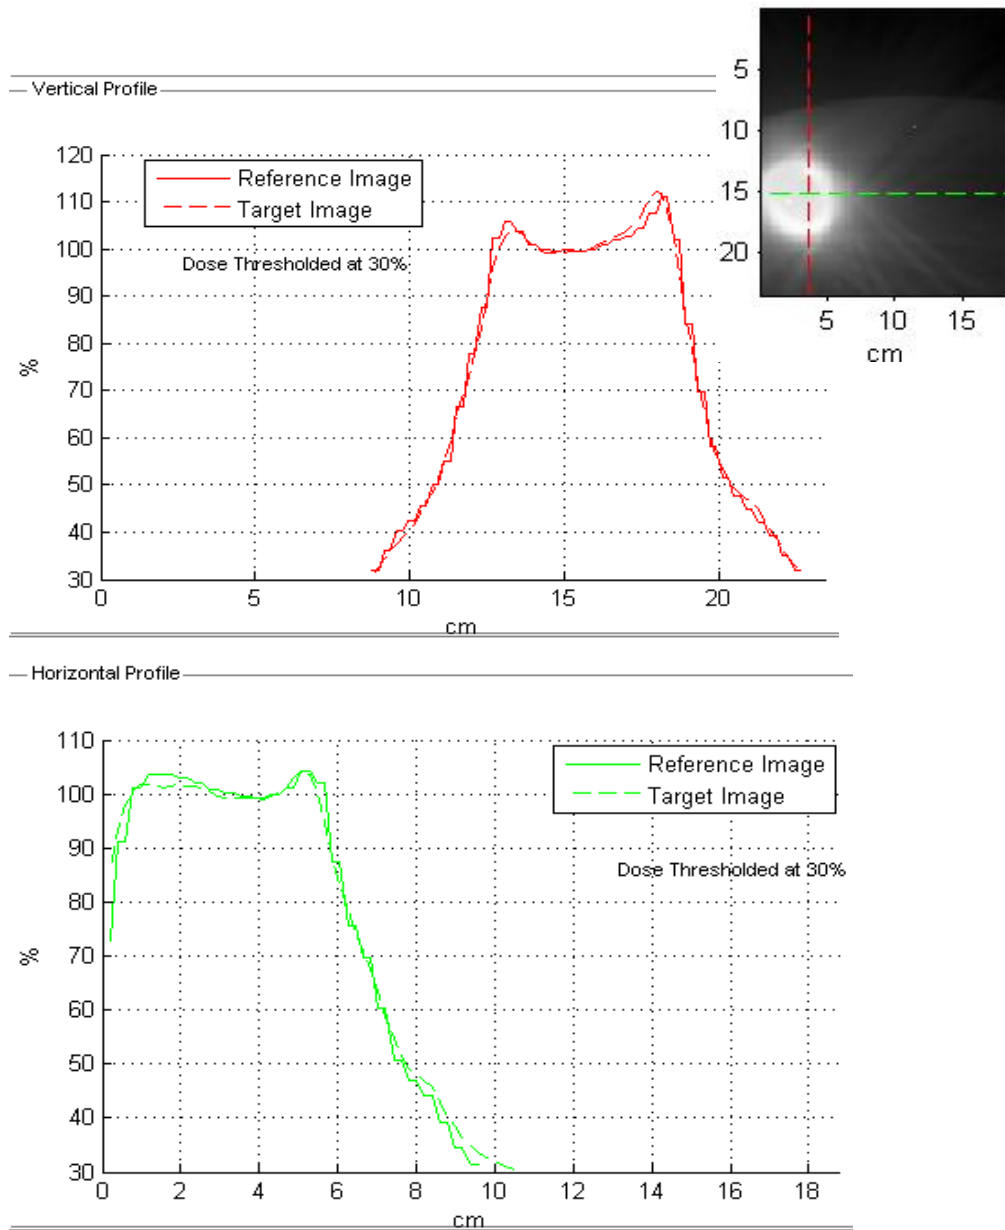 5
10
15
20
5 10 15
cm
Vertical Profile
120
110
100
90
80
70
60
50
40
30
%
Reference Image
Target Image
Dose Thresholded at 30%
0 5 10 15 20
cm
Horizontal Profile
110
100
90
80
70
60
50
40
30
%
Reference Image
Target Image
Dose Thresholded at 30%
0 2 4 6 8 10 12 14 16 18
cm